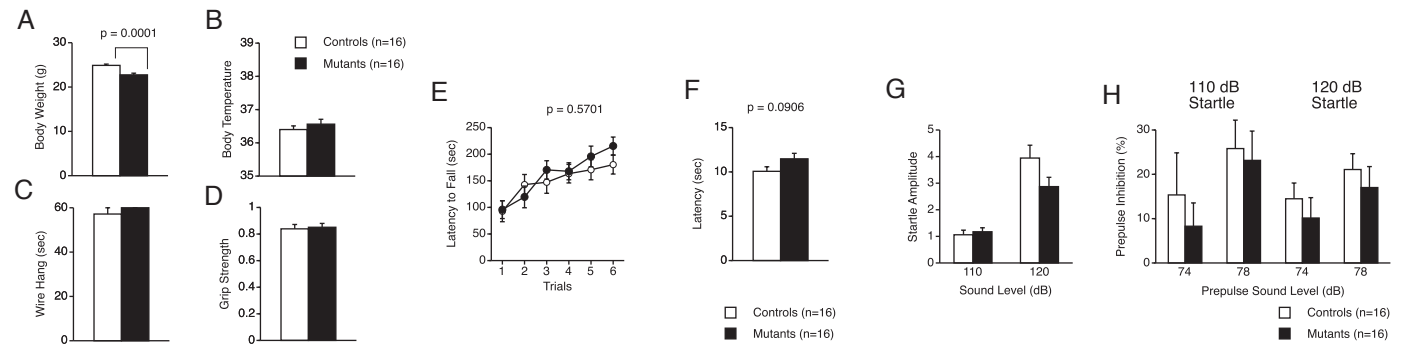 A
p = 0.0001
Body Weight (g)
30
20
10
0
B
Controls (n=16)
Mutants (n=16)
Body Temperature
39
38
37
36
35
C
Wire Hang (sec)
60
40
20
0
D
Grip Strength
1
0.8
0.6
0.4
0.2
0
E
p = 0.5701
Latency to Fall (sec)
250
200
150
100
50
0
1 2 3 4 5 6
Trials
F
p = 0.0906
Latency (sec)
15
10
5
0
Controls (n=16)
Mutants (n=16)
G
Startle Amplitude
5
4
3
2
1
0
110 120
Sound Level (dB)
H
110 dB
Startle
120 dB
Startle
Prepulse Inhibition (%)
30
20
10
0
74 78 74 78
Prepulse Sound Level (dB)
Controls (n=16)
Mutants (n=16)